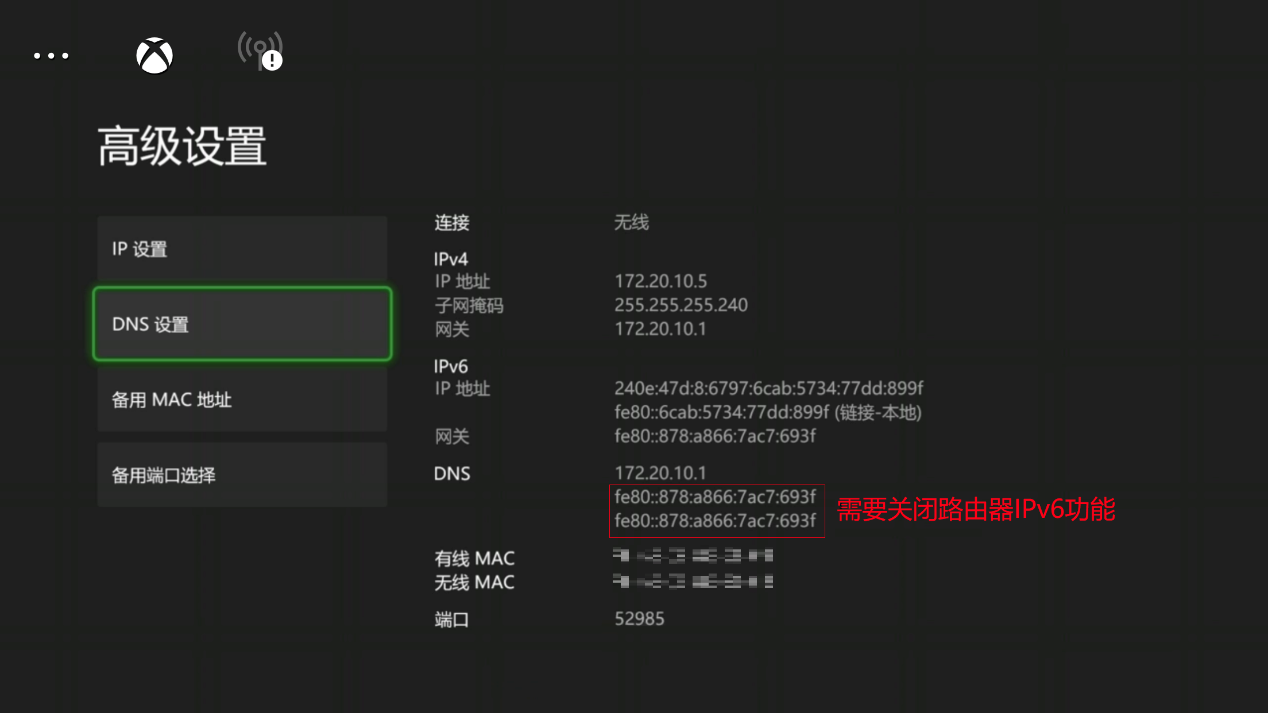 高级设置
IP 设置
DNS 设置
备用 MAC 地址
备用端口选择
连接 无线
IPv4
IP 地址 172.20.10.5
子网掩码 255.255.255.240
网关 172.20.10.1
IPv6
IP 地址 240e:47d:8:6797:6cab:5734:77dd:899f
fe80::6cab:5734:77dd:899f (链接-本地)
网关 fe80::878:a866:7ac7:693f
DNS 172.20.10.1
fe80::878:a866:7ac7:693f
fe80::878:a866:7ac7:693f
需要关闭路由器IPv6功能
有线 MAC
无线 MAC
端口 52985